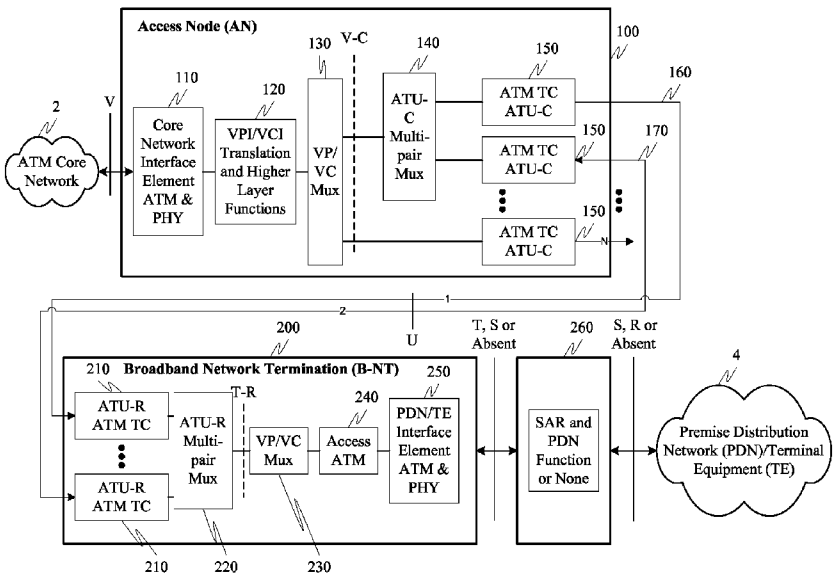 Access Node (AN)
100
130
V-C
140
150
160
110
120
V
2
ATM Core
Network
Core
Network
Interface
Element
ATM &
PHY
VPI/VCI
Translation
and Higher
Layer
Functions
VP/
VC
Mux
ATU-
C
Multi-
pair
Mux
ATM TC
ATU-C
150
170
ATM TC
ATU-C
150
ATM TC
ATU-C
N
1
2
U
200
T, S or
Absent
260
S, R or
Absent
Broadband Network Termination (B-NT)
210
T-R
240
250
4
ATU-R
ATM TC
ATU-R
Multi-
pair
Mux
VP/VC
Mux
Access
ATM
PDN/TE
Interface
Element
ATM &
PHY
SAR and
PDN
Function
or None
Premise Distribution
Network (PDN)/Terminal
Equipment (TE)
ATU-R
ATM TC
210
220
230